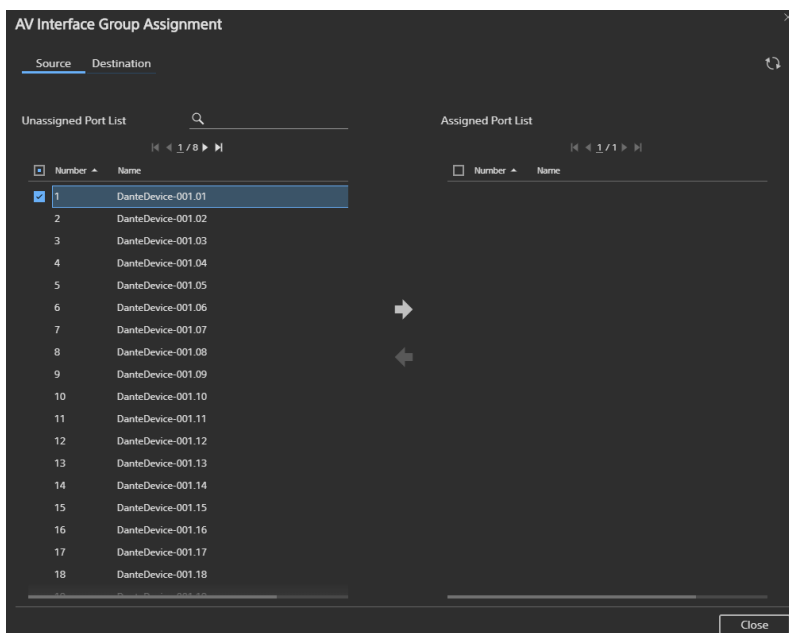 AV Interface Group Assignment
Source Destination
Unassigned Port List
Assigned Port List
1 / 8
1 / 1
Number Name
Number Name
1 DanteDevice-001.01
2 DanteDevice-001.02
3 DanteDevice-001.03
4 DanteDevice-001.04
5 DanteDevice-001.05
6 DanteDevice-001.06
7 DanteDevice-001.07
8 DanteDevice-001.08
9 DanteDevice-001.09
10 DanteDevice-001.10
11 DanteDevice-001.11
12 DanteDevice-001.12
13 DanteDevice-001.13
14 DanteDevice-001.14
15 DanteDevice-001.15
16 DanteDevice-001.16
17 DanteDevice-001.17
18 DanteDevice-001.18
Close